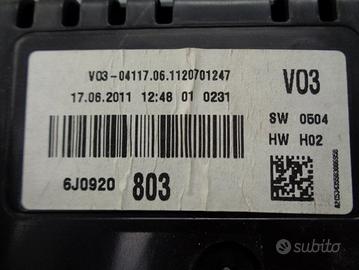 V03-04117.06.1120701247
17.06.2011 12:48 01 0231
V03
SW 0504
HW H02
6J0920 803
subito